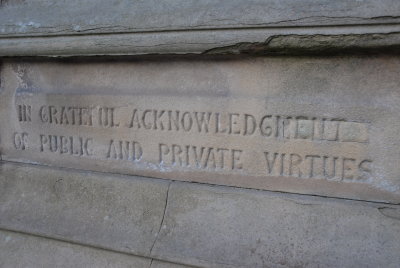 IN GRATEFUL ACKNOWLEDGMENT
OF PUBLIC AND PRIVATE VIRTUES